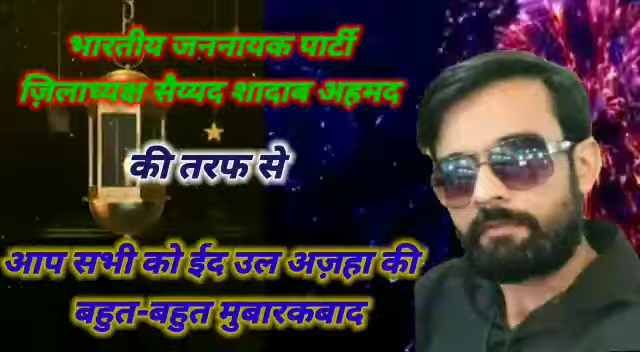 भारतीय जननायक पार्टी
ज़िलाध्यक्ष सैय्यद शादाब अहमद
की तरफ से
आप सभी को ईद उल अज़हा की
बहुत-बहुत मुबारकबाद